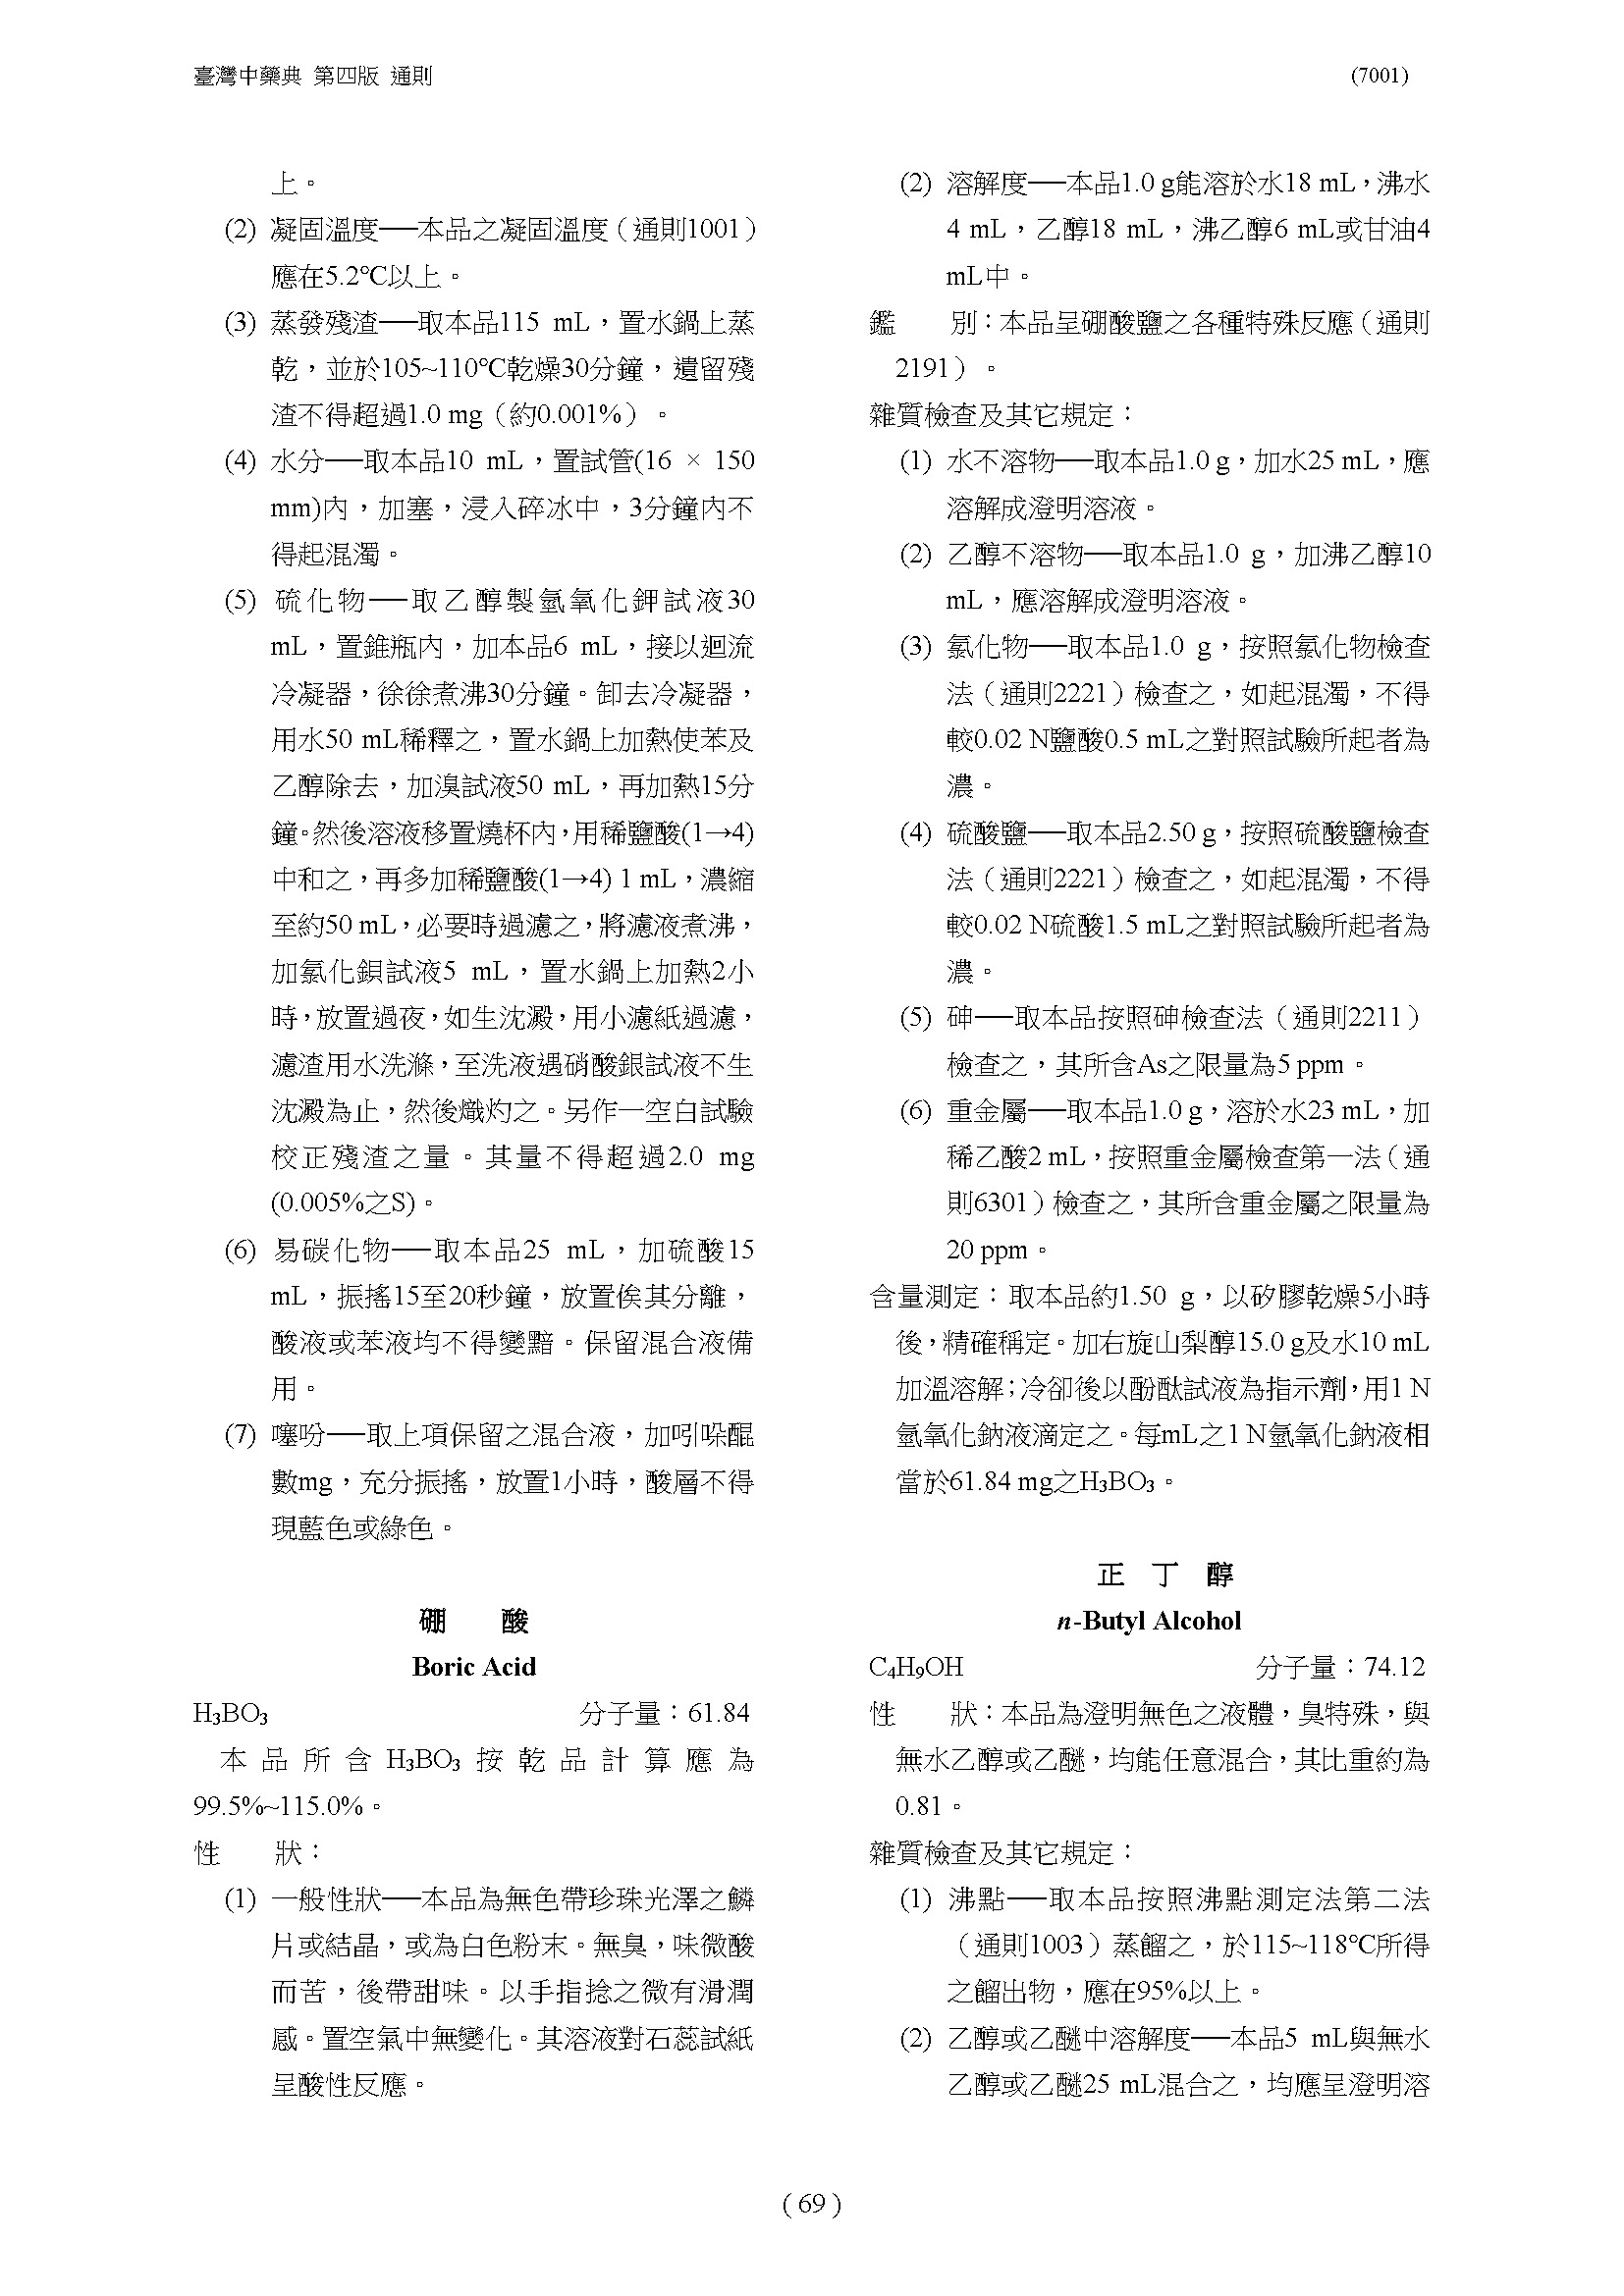 臺灣中藥典 第四版 通則
(7001)
上。
(2) 凝固溫度──本品之凝固溫度（通則1001）
應在5.2℃以上。
(3) 蒸發殘渣──取本品115 mL，置水鍋上蒸
乾，並於105~110℃乾燥30分鐘，遺留殘
渣不得超過1.0 mg（約0.001%）。
(4) 水分──取本品10 mL，置試管(16 × 150
mm)內，加塞，浸入碎冰中，3分鐘內不
得起混濁。
(5) 硫化物──取乙醇製氫氧化鉀試液30
mL，置錐瓶內，加本品6 mL，接以迴流
冷凝器，徐徐煮沸30分鐘。卸去冷凝器，
用水50 mL稀釋之，置水鍋上加熱使苯及
乙醇除去，加溴試液50 mL，再加熱15分
鐘。然後溶液移置燒杯內，用稀鹽酸(1→4)
中和之，再多加稀鹽酸(1→4) 1 mL，濃縮
至約50 mL，必要時過濾之，將濾液煮沸，
加氯化鋇試液5 mL，置水鍋上加熱2小
時，放置過夜，如生沈澱，用小濾紙過濾，
濾渣用水洗滌，至洗液遇硝酸銀試液不生
沈澱為止，然後熾灼之。另作一空白試驗
校正殘渣之量。其量不得超過2.0 mg
(0.005%之S)。
(6) 易碳化物──取本品25 mL，加硫酸15
mL，振搖15至20秒鐘，放置俟其分離，
酸液或苯液均不得變黯。保留混合液備
用。
(7) 噻吩──取上項保留之混合液，加吲哚醌
數mg，充分振搖，放置1小時，酸層不得
現藍色或綠色。
硼　　酸
Boric Acid
H₃BO₃ 分子量：61.84
本品所含H₃BO₃按乾品計算應為
99.5%~115.0%。
性　　狀：
(1) 一般性狀──本品為無色帶珍珠光澤之鱗
片或結晶，或為白色粉末。無臭，味微酸
而苦，後帶甜味。以手指捻之微有滑潤
感。置空氣中無變化。其溶液對石蕊試紙
呈酸性反應。
(2) 溶解度──本品1.0 g能溶於水18 mL，沸水
4 mL，乙醇18 mL，沸乙醇6 mL或甘油4
mL中。
鑑　　別：本品呈硼酸鹽之各種特殊反應（通則
2191）。
雜質檢查及其它規定：
(1) 水不溶物──取本品1.0 g，加水25 mL，應
溶解成澄明溶液。
(2) 乙醇不溶物──取本品1.0 g，加沸乙醇10
mL，應溶解成澄明溶液。
(3) 氯化物──取本品1.0 g，按照氯化物檢查
法（通則2221）檢查之，如起混濁，不得
較0.02 N鹽酸0.5 mL之對照試驗所起者為
濃。
(4) 硫酸鹽──取本品2.50 g，按照硫酸鹽檢查
法（通則2221）檢查之，如起混濁，不得
較0.02 N硫酸1.5 mL之對照試驗所起者為
濃。
(5) 砷──取本品按照砷檢查法（通則2211）
檢查之，其所含As之限量為5 ppm。
(6) 重金屬──取本品1.0 g，溶於水23 mL，加
稀乙酸2 mL，按照重金屬檢查第一法（通
則6301）檢查之，其所含重金屬之限量為
20 ppm。
含量測定：取本品約1.50 g，以矽膠乾燥5小時
後，精確稱定。加右旋山梨醇15.0 g及水10 mL
加溫溶解；冷卻後以酚酞試液為指示劑，用1 N
氫氧化鈉液滴定之。每mL之1 N氫氧化鈉液相
當於61.84 mg之H₃BO₃。
正　丁　醇
n-Butyl Alcohol
C₄H₉OH 分子量：74.12
性　　狀：本品為澄明無色之液體，臭特殊，與
無水乙醇或乙醚，均能任意混合，其比重約為
0.81。
雜質檢查及其它規定：
(1) 沸點──取本品按照沸點測定法第二法
（通則1003）蒸餾之，於115~118℃所得
之餾出物，應在95%以上。
(2) 乙醇或乙醚中溶解度──本品5 mL與無水
乙醇或乙醚25 mL混合之，均應呈澄明溶
( 69 )